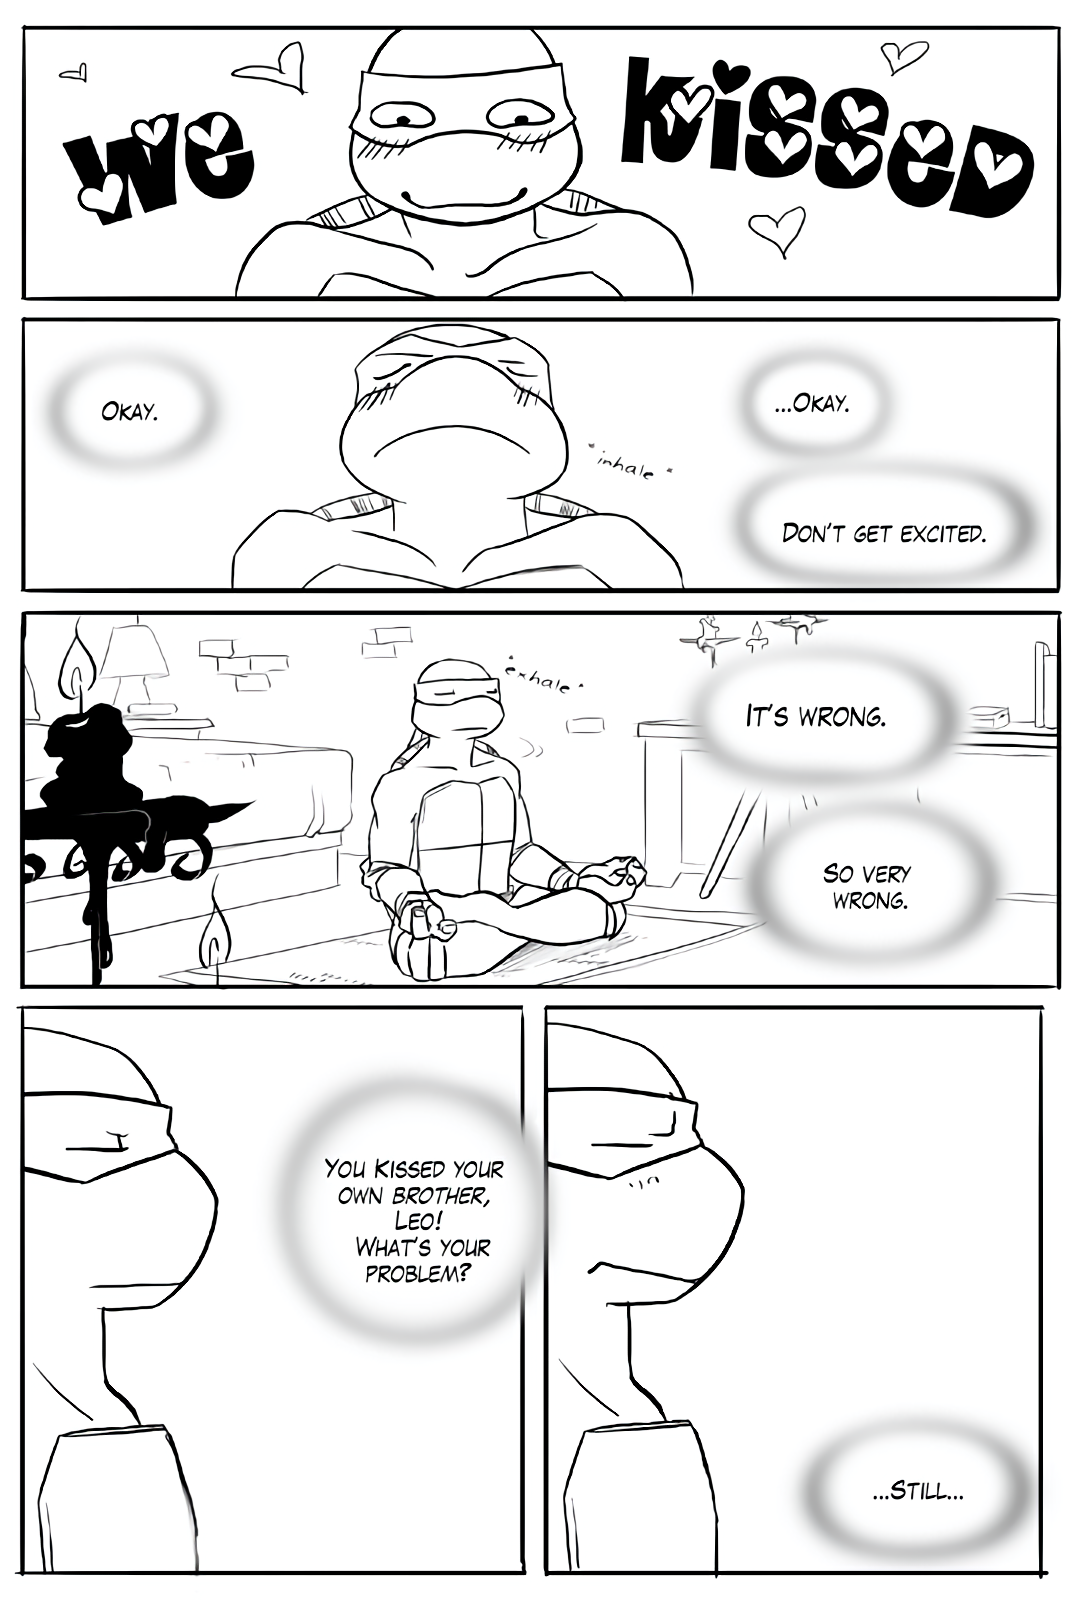 We Kissed
Okay.
...Okay.
"inhale"
Don't get excited.
"exhale"
It's wrong.
So very
wrong.
You kissed your
own brother,
Leo!
What's your
problem?
...Still...